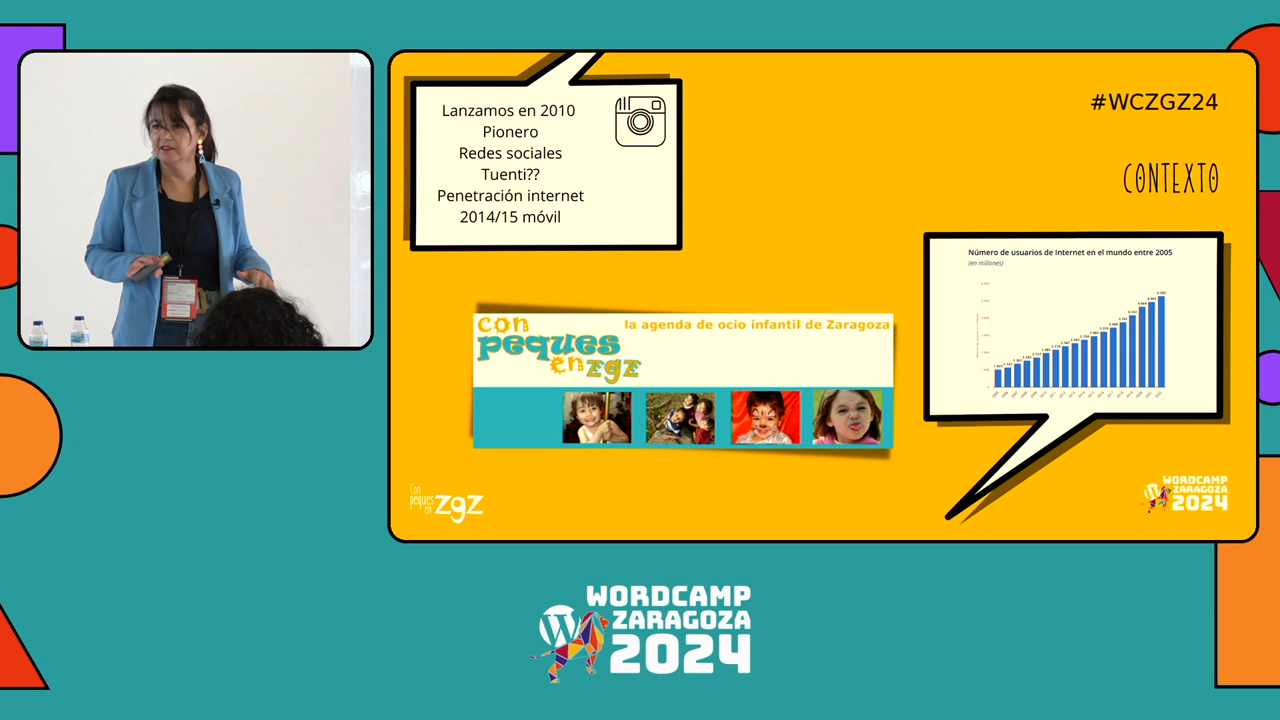 Lanzamos en 2010
Pionero
Redes sociales
Tuenti??
Penetración internet
2014/15 móvil
#WCZGZ24
CONTEXTO
Número de usuarios de Internet en el mundo entre 2005
(en millones)
con
peques
en zgz
la agenda de ocio infantil de Zaragoza
Con
peques
en zgz
WORDCAMP
ZARAGOZA
2024
WORDCAMP
ZARAGOZA
2024